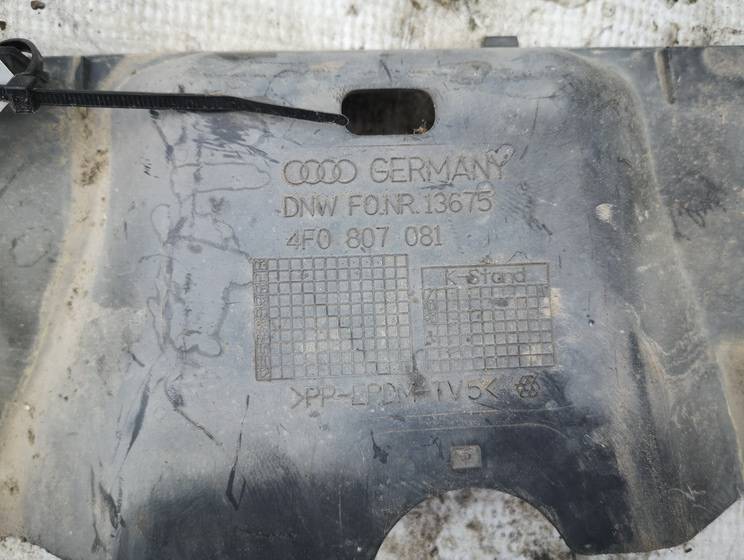 GERMANY
DNW FO.NR.13675
4F0 807 081
K-Stand
>PP-EPDM-TV5<